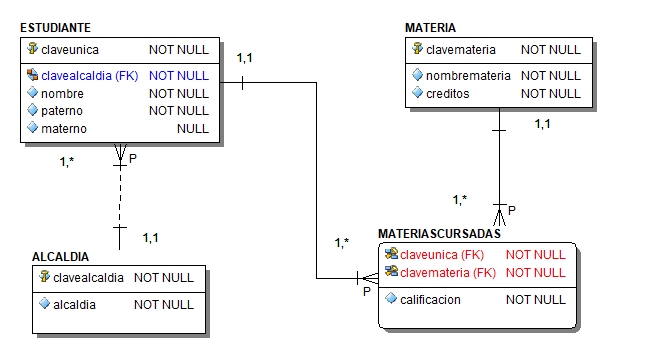 ESTUDIANTE
claveunica NOT NULL
clavealcaldia (FK) NOT NULL
nombre NOT NULL
paterno NOT NULL
materno NULL
1,1
MATERIA
clavemateria NOT NULL
nombremateria NOT NULL
creditos NOT NULL
1,1
1,*
P
1,1
ALCALDIA
clavealcaldia NOT NULL
alcaldia NOT NULL
1,*
P
1,*
P
MATERIASCURSADAS
claveunica (FK) NOT NULL
clavemateria (FK) NOT NULL
calificacion NOT NULL